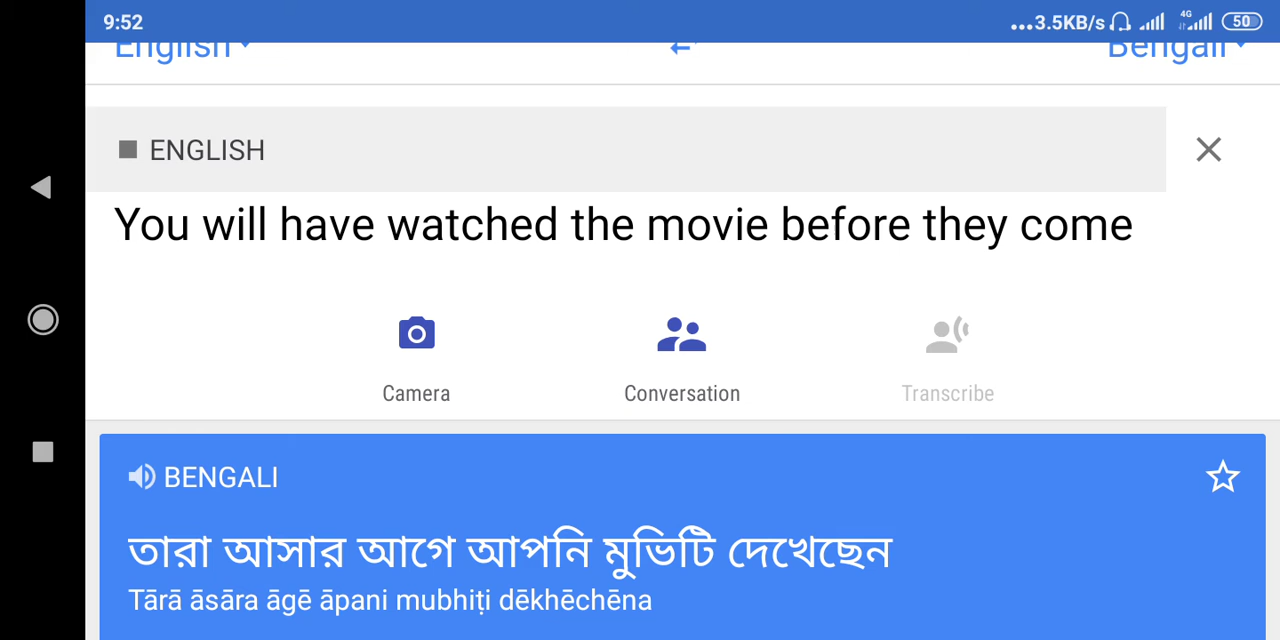 9:52 ...3.5KB/s 4G 50
English Bengali
ENGLISH
You will have watched the movie before they come
Camera Conversation Transcribe
BENGALI
তারা আসার আগে আপনি মুভিটি দেখেছেন
Tārā āsāra āgē āpani mubhiṭi dēkhēchēna